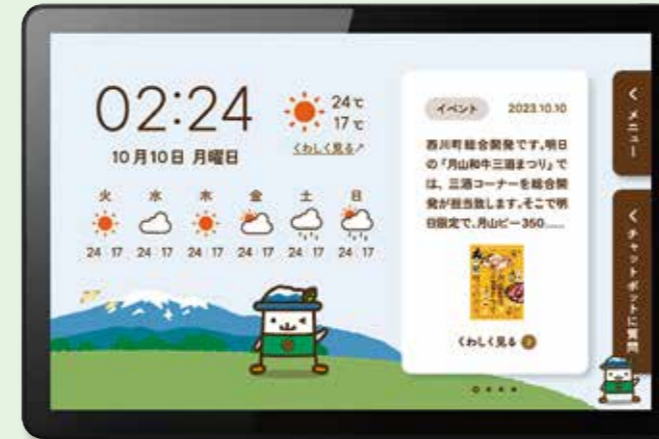 02:24
10月10日 月曜日
24℃
17℃
くわしく見る↗
火 水 木 金 土 日
24 17 24 17 24 17 24 17 24 17 24 17
イベント 2023.10.10
西川町総合開発です。明日
の「月山和牛三酒まつり」で
は、三酒コーナーを総合開
発が担当致します。そこで明
日限定で、月山ビー350......
くわしく見る
く メニュー
く チャットボットに質問